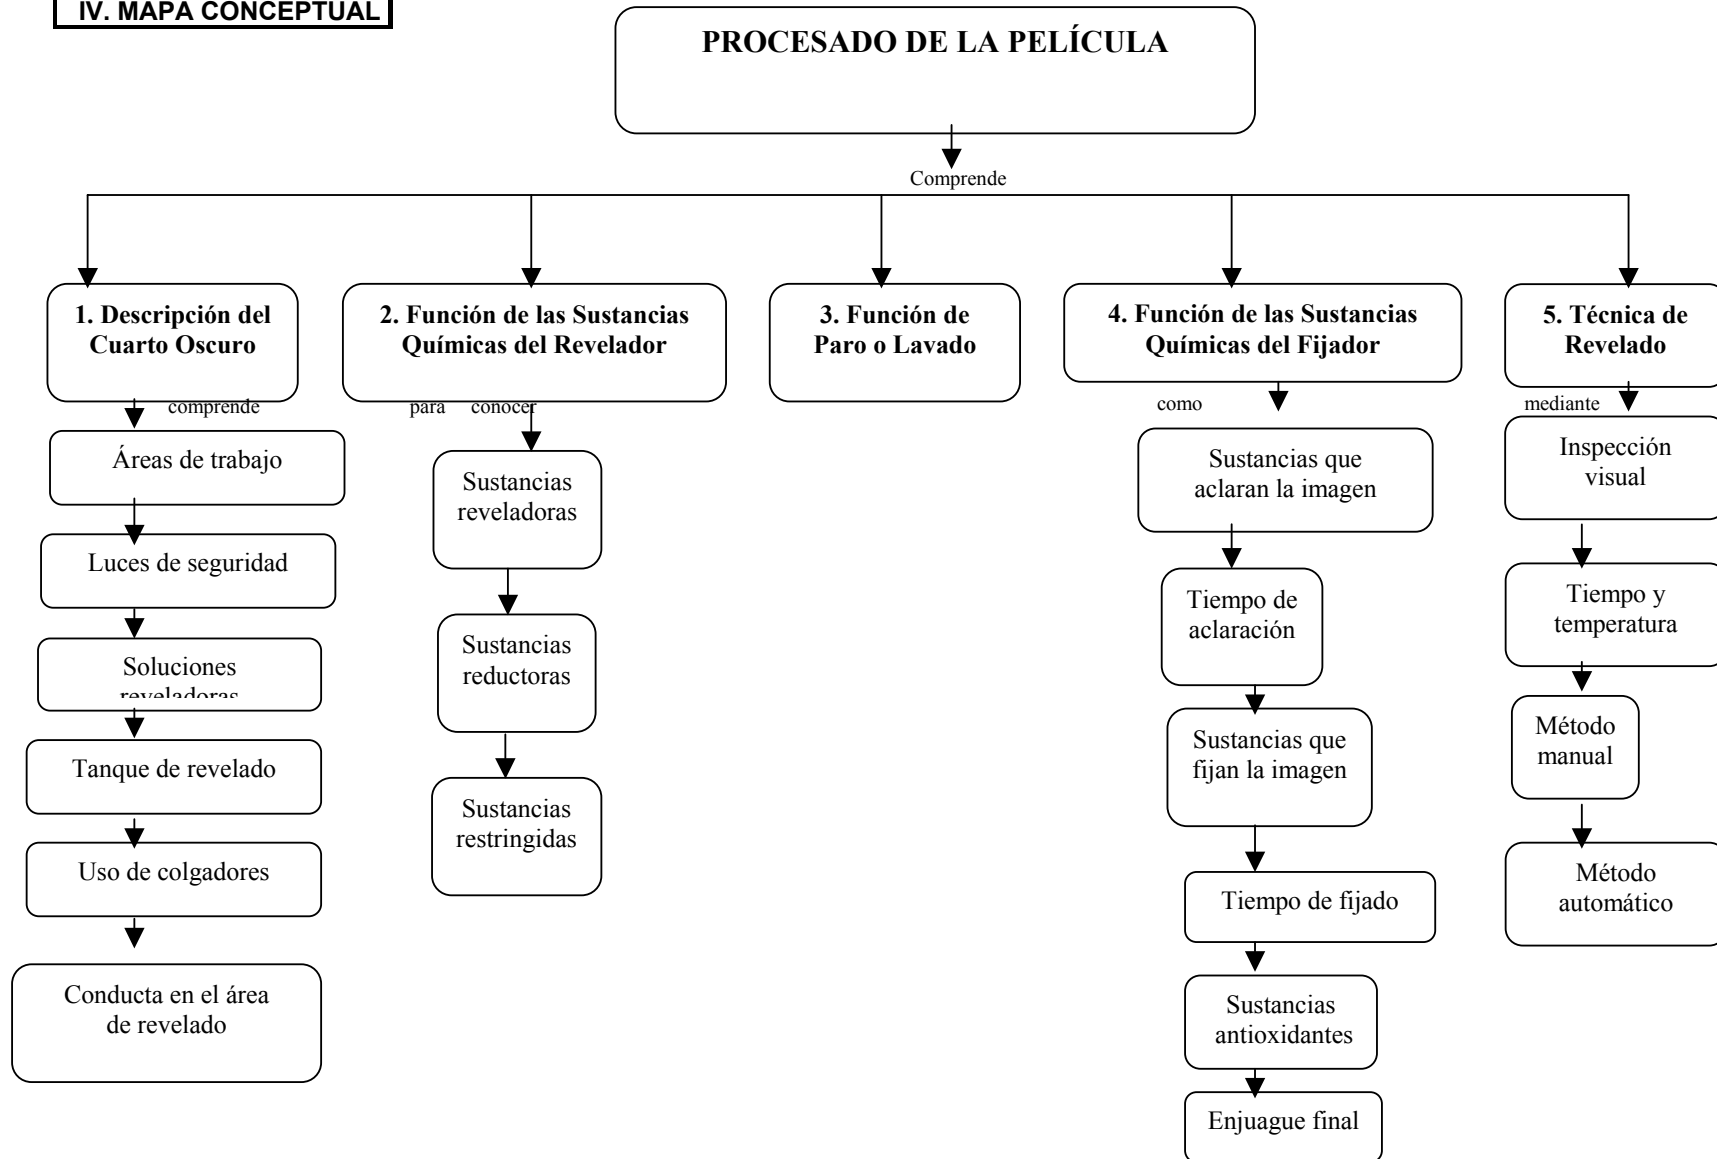 IV. MAPA CONCEPTUAL
PROCESADO DE LA PELÍCULA
Comprende
1. Descripción del
Cuarto Oscuro
comprende
Áreas de trabajo
Luces de seguridad
Soluciones
reveladoras
Tanque de revelado
Uso de colgadores
Conducta en el área
de revelado
2. Función de las Sustancias
Químicas del Revelador
para conocer
Sustancias
reveladoras
Sustancias
reductoras
Sustancias
restringidas
3. Función de
Paro o Lavado
4. Función de las Sustancias
Químicas del Fijador
como
Sustancias que
aclaran la imagen
Tiempo de
aclaración
Sustancias que
fijan la imagen
Tiempo de fijado
Sustancias
antioxidantes
Enjuague final
5. Técnica de
Revelado
mediante
Inspección
visual
Tiempo y
temperatura
Método
manual
Método
automático